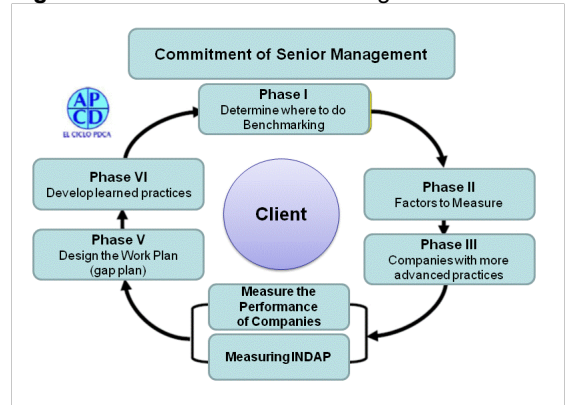 Commitment of Senior Management
Phase I
Determine where to do
Benchmarking
A P
C D
EL CICLO PDCA
Phase VI
Develop learned practices
Phase II
Factors to Measure
Client
Phase V
Design the Work Plan
(gap plan)
Phase III
Companies with more
advanced practices
Measure the
Performance
of Companies
Measuring INDAP